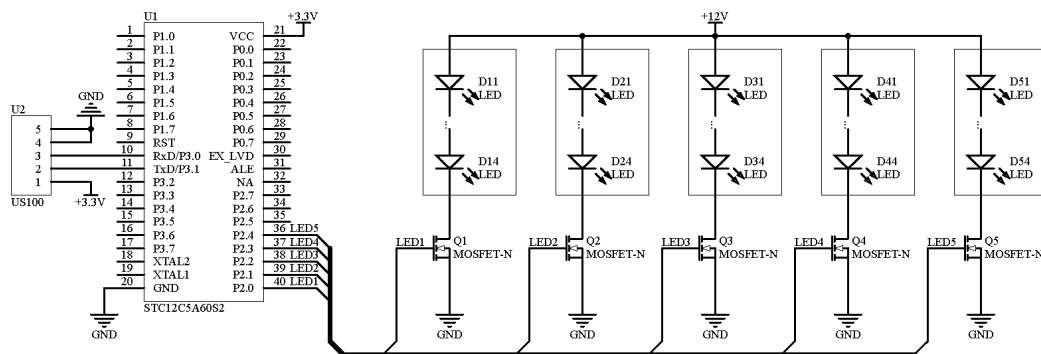 U1
+3.3V
+12V
1 P1.0 VCC 21
2 P1.1 P0.0 22
3 P1.2 P0.1 23
4 P1.3 P0.2 24
5 P1.4 P0.3 25
6 P1.5 P0.4 26
7 P1.6 P0.5 27
8 P1.7 P0.6 28
9 RST P0.7 29
10 RxD/P3.0 EX_LVD 30
11 TxD/P3.1 ALE 31
12 P3.2 NA 32
13 P3.3 P2.7 33
14 P3.4 P2.6 34
15 P3.5 P2.5 35
16 P3.6 P2.4 36 LED5
17 P3.7 P2.3 37 LED4
18 XTAL2 P2.2 38 LED3
19 XTAL1 P2.1 39 LED2
20 GND P2.0 40 LED1
STC12C5A60S2
GND
U2
5
4
3
2
1
US100
+3.3V
GND
D11
LED
...
D14
LED
D21
LED
...
D24
LED
D31
LED
...
D34
LED
D41
LED
...
D44
LED
D51
LED
...
D54
LED
LED1
Q1
MOSFET-N
GND
LED2
Q2
MOSFET-N
GND
LED3
Q3
MOSFET-N
GND
LED4
Q4
MOSFET-N
GND
LED5
Q5
MOSFET-N
GND